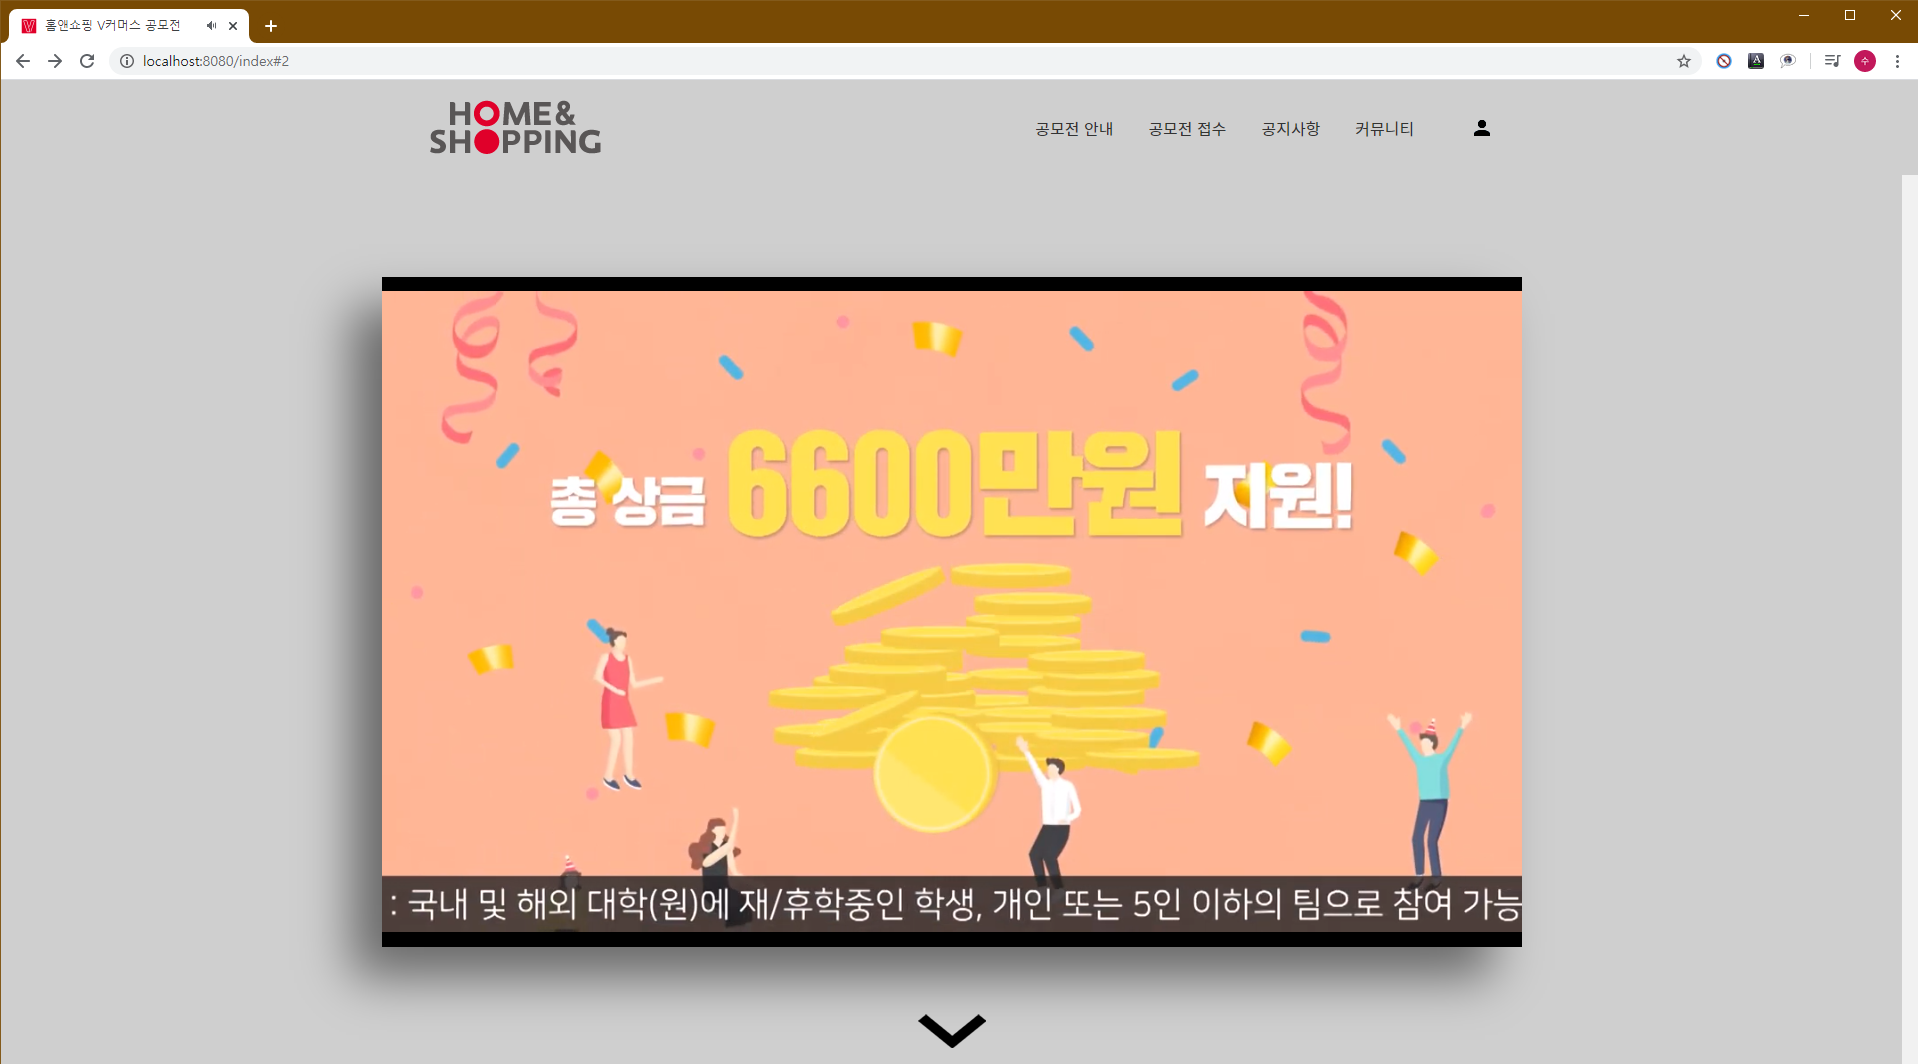 홈앤쇼핑 V커머스 공모전
localhost:8080/index#2
수
HOME&
SHOPPING
공모전 안내 공모전 접수 공지사항 커뮤니티
총 상금 6600만원 지원!
: 국내 및 해외 대학(원)에 재/휴학중인 학생, 개인 또는 5인 이하의 팀으로 참여 가능